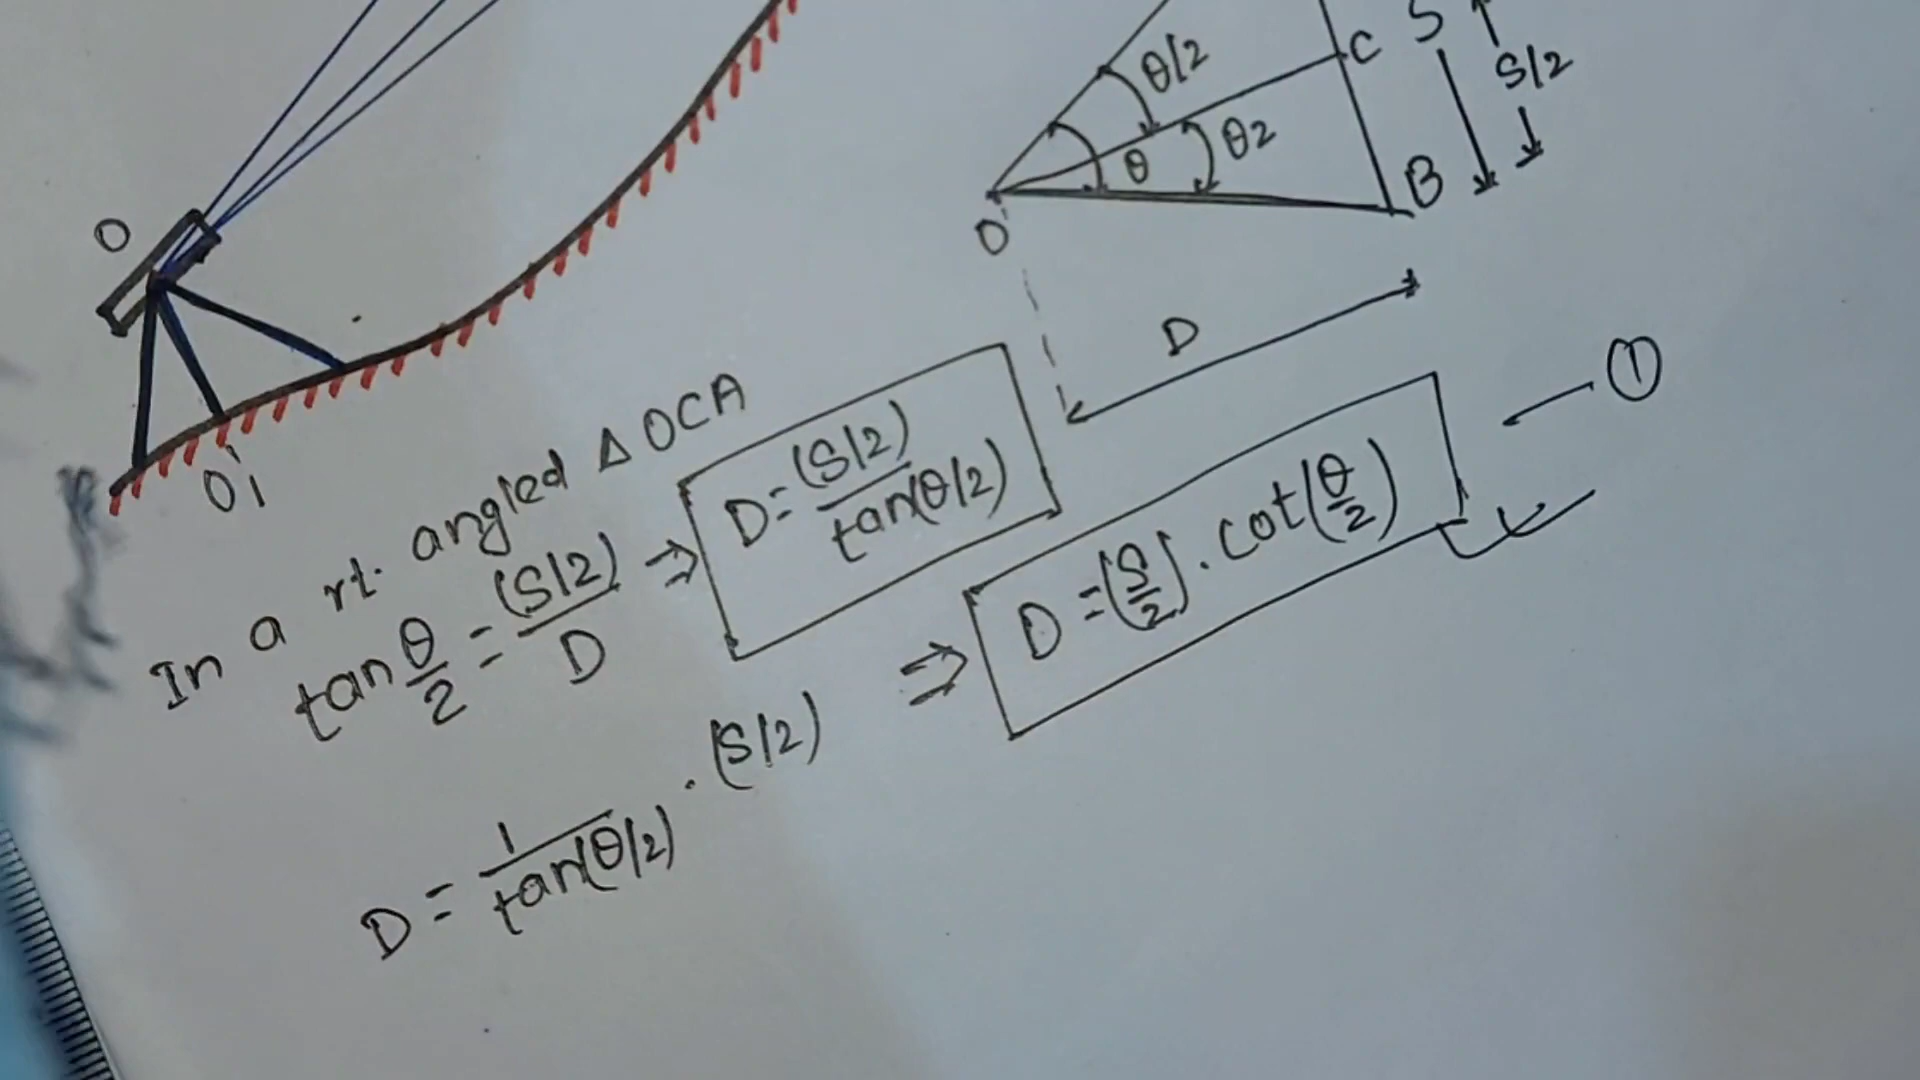 S
C
S/2
θ/2
θ2
θ
B
O
O
D
1
O1
In a rt. angled Δ OCA
tan θ/2 = (S/2)/D ⇒ D = (S/2)/tan(θ/2)
D = 1/tan(θ/2) . (S/2) ⇒ D = (S/2) . cot(θ/2)